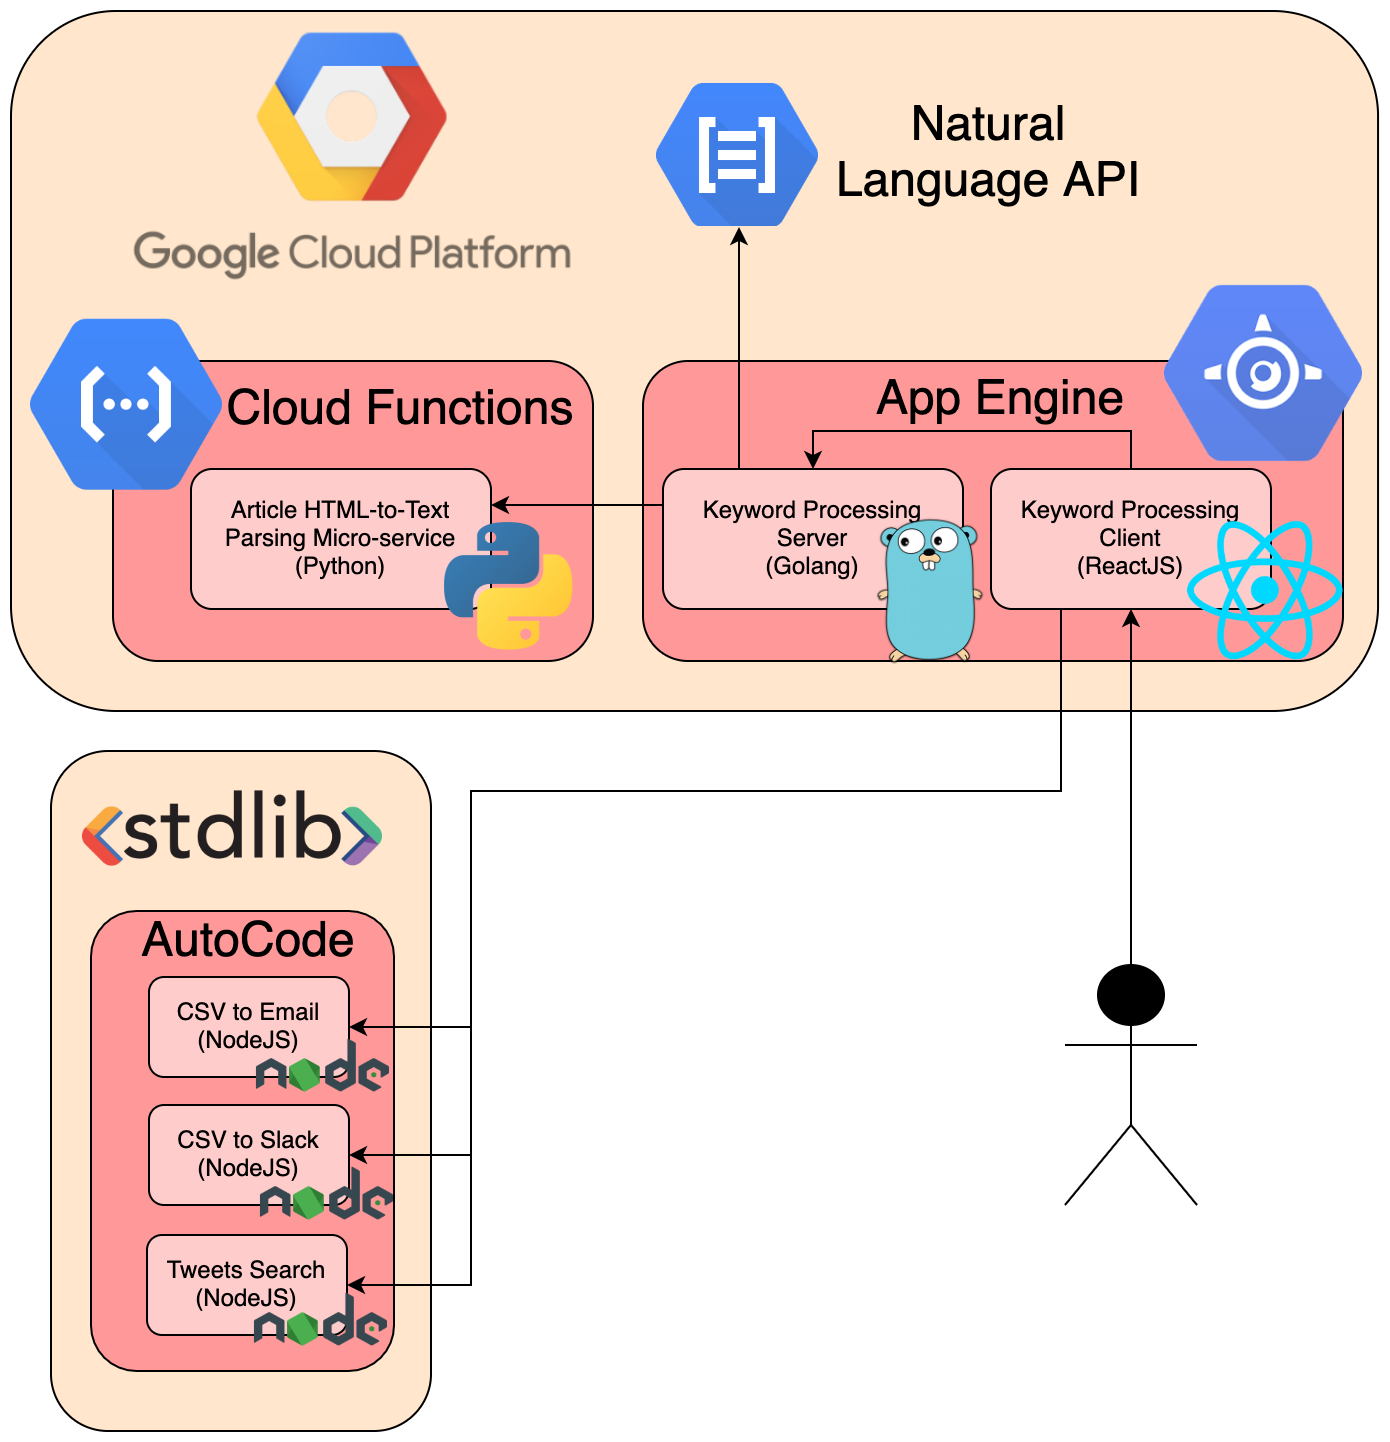 Google Cloud Platform
Natural
Language API
Cloud Functions
Article HTML-to-Text
Parsing Micro-service
(Python)
App Engine
Keyword Processing
Server
(Golang)
Keyword Processing
Client
(ReactJS)
<stdlib>
AutoCode
CSV to Email
(NodeJS)
node
CSV to Slack
(NodeJS)
node
Tweets Search
(NodeJS)
node